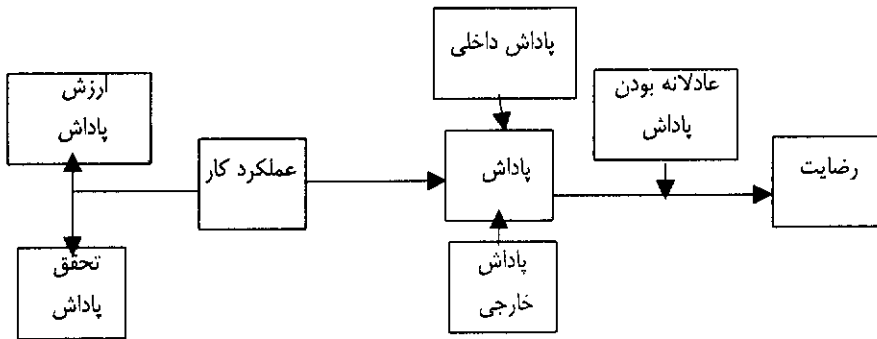 پاداش داخلی
عادلانه بودن
پاداش
ارزش
پاداش
عملکرد کار
پاداش
رضایت
تحقق
پاداش
پاداش
خارجی